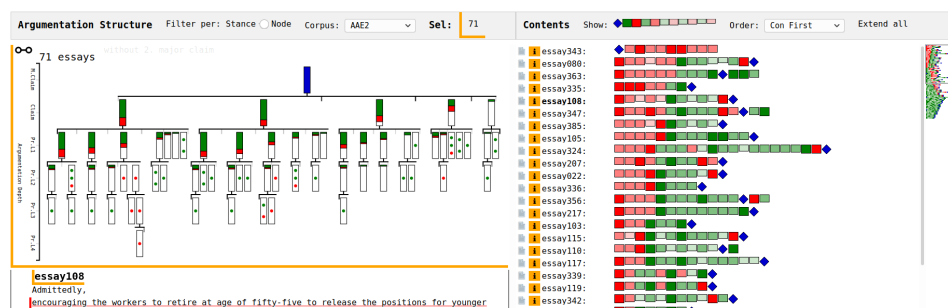 Argumentation Structure Filter per: Stance Node Corpus: AAE2 Sel: 71
without 2. major claim
71 essays
M.Claim
Claim
Pr.L1
Pr.L2
Pr.L3
Pr.L4
Argumentation Depth
essay108
Admittedly,
encouraging the workers to retire at age of fifty-five to release the positions for younger
Contents Show: Order: Con First Extend all
essay343:
essay080:
essay363:
essay335:
essay108:
essay347:
essay385:
essay105:
essay324:
essay207:
essay022:
essay336:
essay356:
essay217:
essay103:
essay115:
essay110:
essay117:
essay339:
essay119:
essay342: